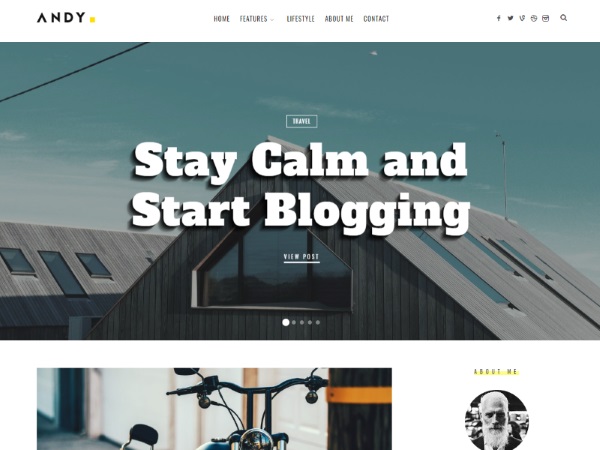 ANDY.
HOME FEATURES LIFESTYLE ABOUT ME CONTACT
TRAVEL
Stay Calm and
Start Blogging
VIEW POST
ABOUT ME